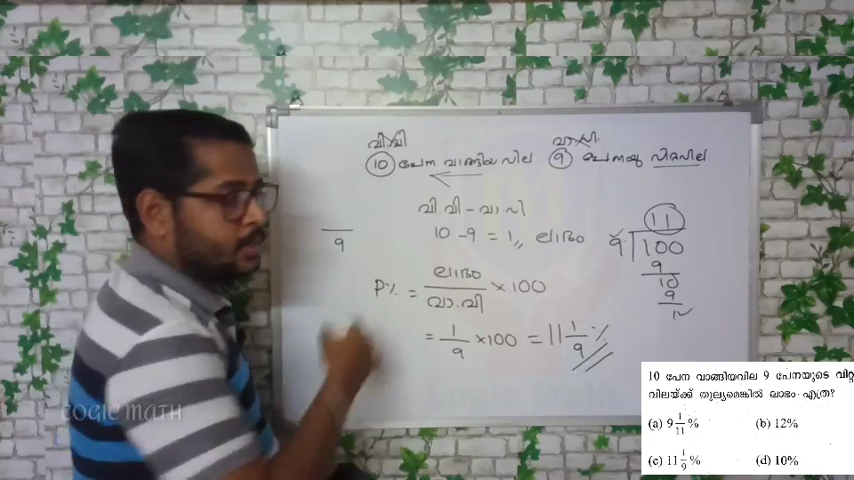 വി.വി വാ.വി
10 പേന വാങ്ങിയ വില 9 പേനയു വിറ്റവില
വി.വി - വാ.വി
10 - 9 = 1,, ലാഭം
9
11
9 100
9
10
9
1
P% = ലാഭം / വാ.വി × 100
= 1/9 × 100 = 11 1/9 %
10 പേന വാങ്ങിയവില 9 പേനയുടെ വിറ്റ
വിലയ്ക്ക് തുല്യമെങ്കിൽ ലാഭം എത്ര?
(a) 9 1/11 % (b) 12%
(c) 11 1/9 % (d) 10%
LOGIC MATH